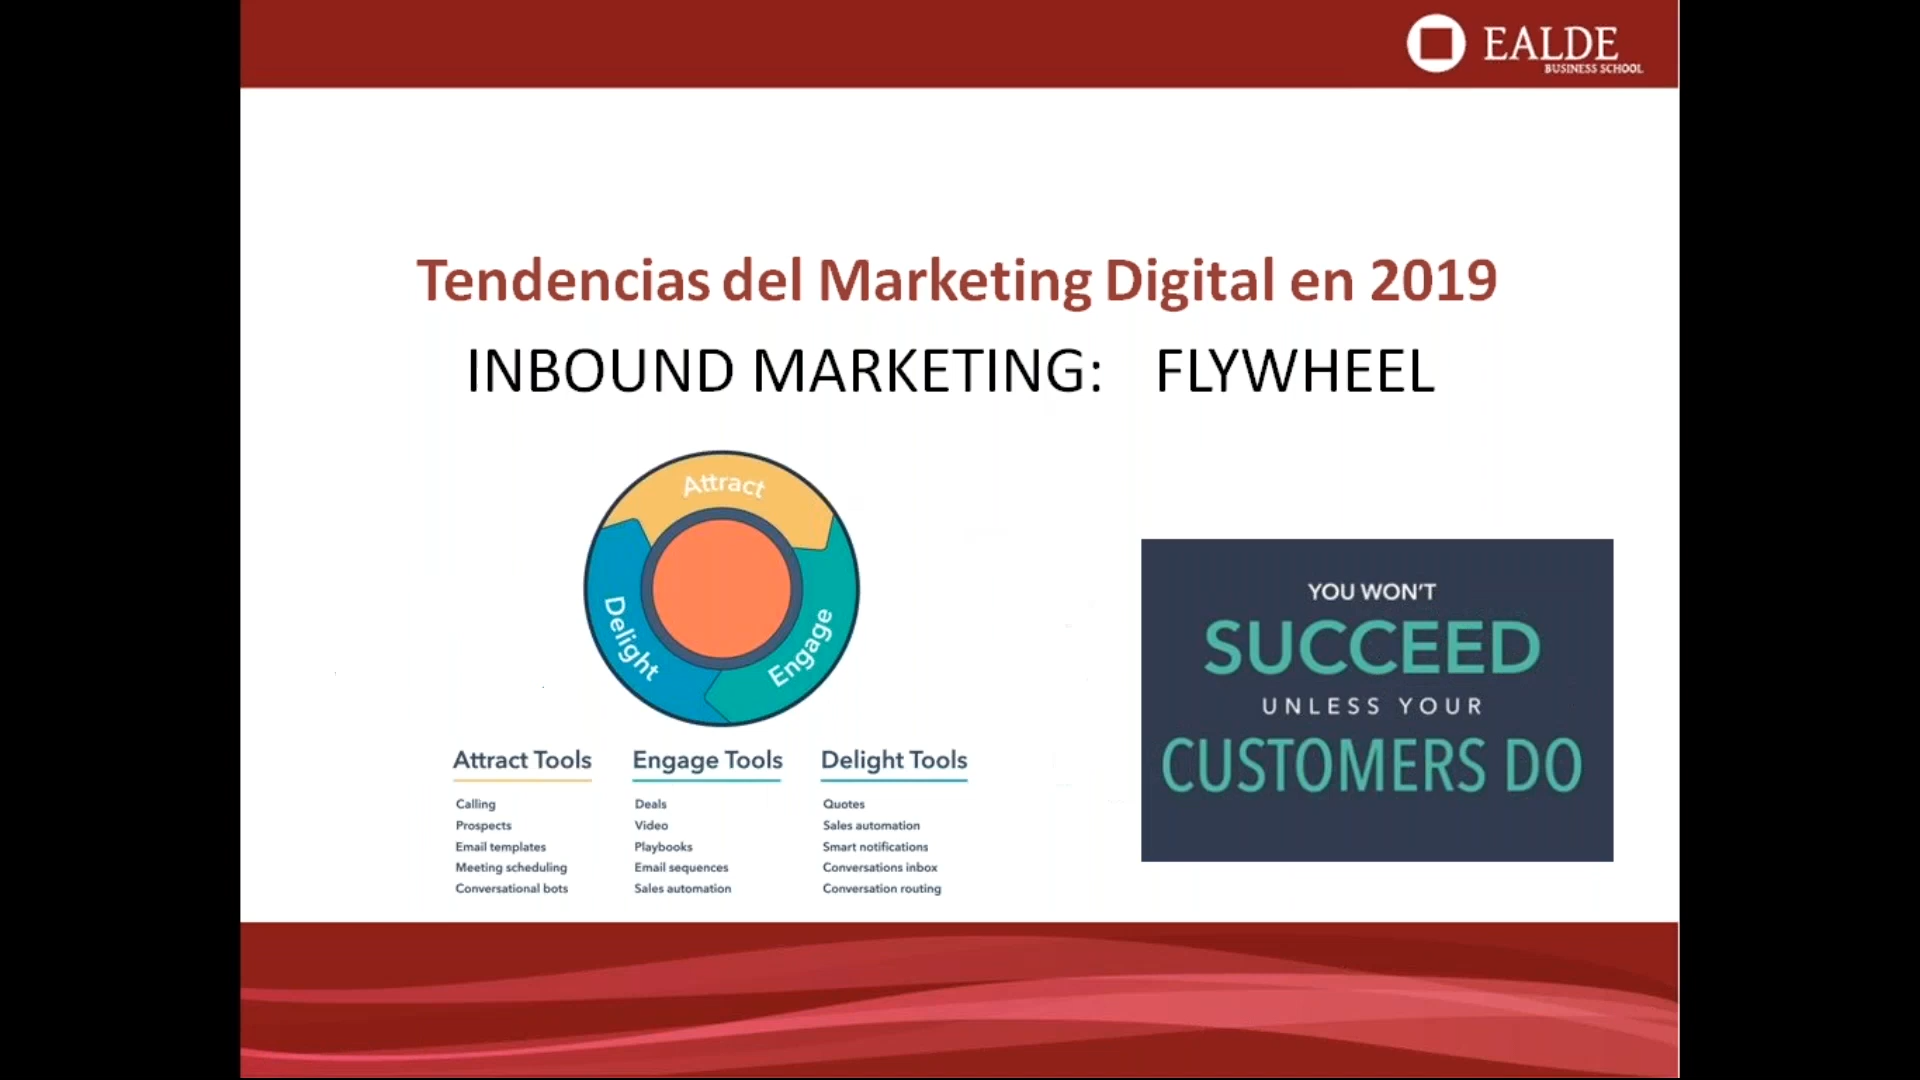 EALDE
BUSINESS SCHOOL
Tendencias del Marketing Digital en 2019
INBOUND MARKETING: FLYWHEEL
Attract
Engage
Delight
YOU WON'T
SUCCEED
UNLESS YOUR
CUSTOMERS DO
Attract Tools
Calling
Prospects
Email templates
Meeting scheduling
Conversational bots
Engage Tools
Deals
Video
Playbooks
Email sequences
Sales automation
Delight Tools
Quotes
Sales automation
Smart notifications
Conversations inbox
Conversation routing